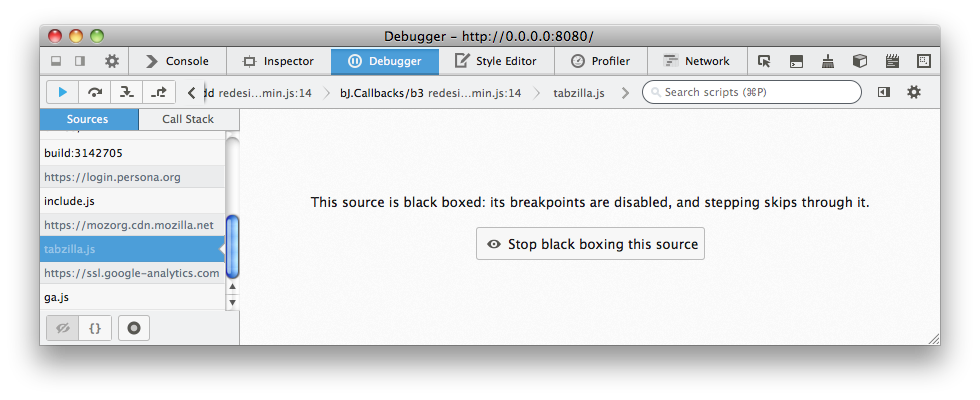 Debugger - http://0.0.0.0:8080/
Console Inspector Debugger Style Editor Profiler Network
dd redesi...min.js:14 bJ.Callbacks/b3 redesi...min.js:14 tabzilla.js Search scripts (⌘P)
Sources Call Stack
build:3142705
https://login.persona.org
include.js
https://mozorg.cdn.mozilla.net
tabzilla.js
https://ssl.google-analytics.com
ga.js
{}
This source is black boxed: its breakpoints are disabled, and stepping skips through it.
Stop black boxing this source